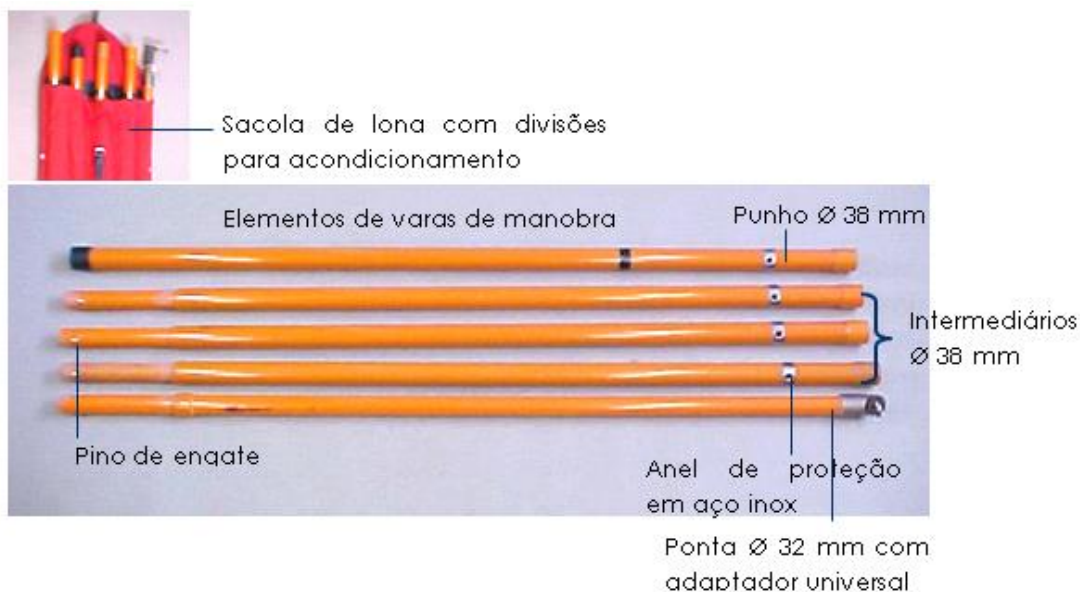 Sacola de lona com divisões
para acondicionamento
Elementos de varas de manobra
Punho Ø 38 mm
Intermediários
Ø 38 mm
Pino de engate
Anel de proteção
em aço inox
Ponta Ø 32 mm com
adaptador universal